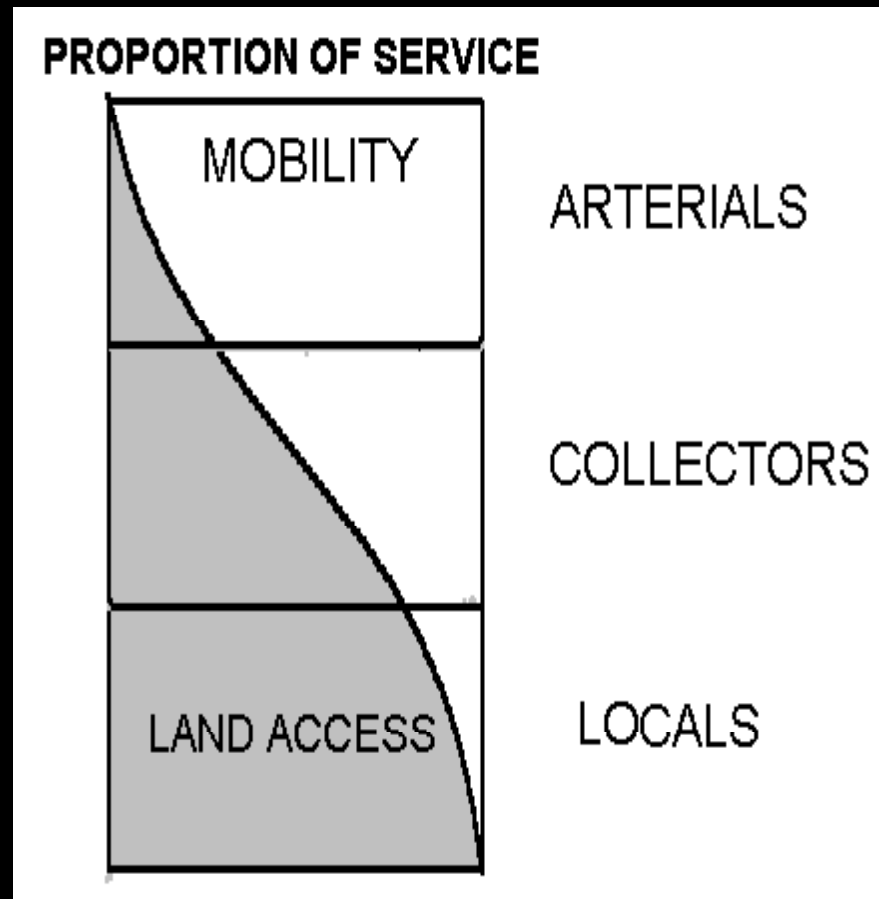 PROPORTION OF SERVICE
MOBILITY
ARTERIALS
COLLECTORS
LAND ACCESS
LOCALS